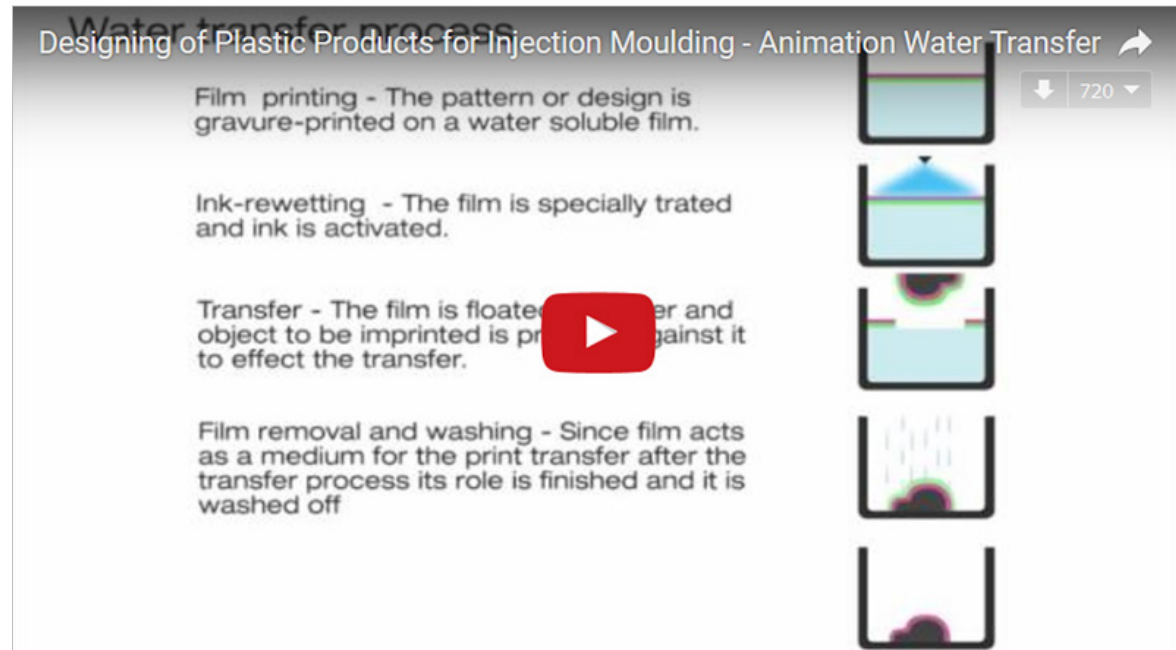 Water transfer process
Designing of Plastic Products for Injection Moulding - Animation Water Transfer
720
Film printing - The pattern or design is
gravure-printed on a water soluble film.
Ink-rewetting - The film is specially trated
and ink is activated.
Transfer - The film is floated er and
object to be imprinted is gainst it
to effect the transfer.
Film removal and washing - Since film acts
as a medium for the print transfer after the
transfer process its role is finished and it is
washed off